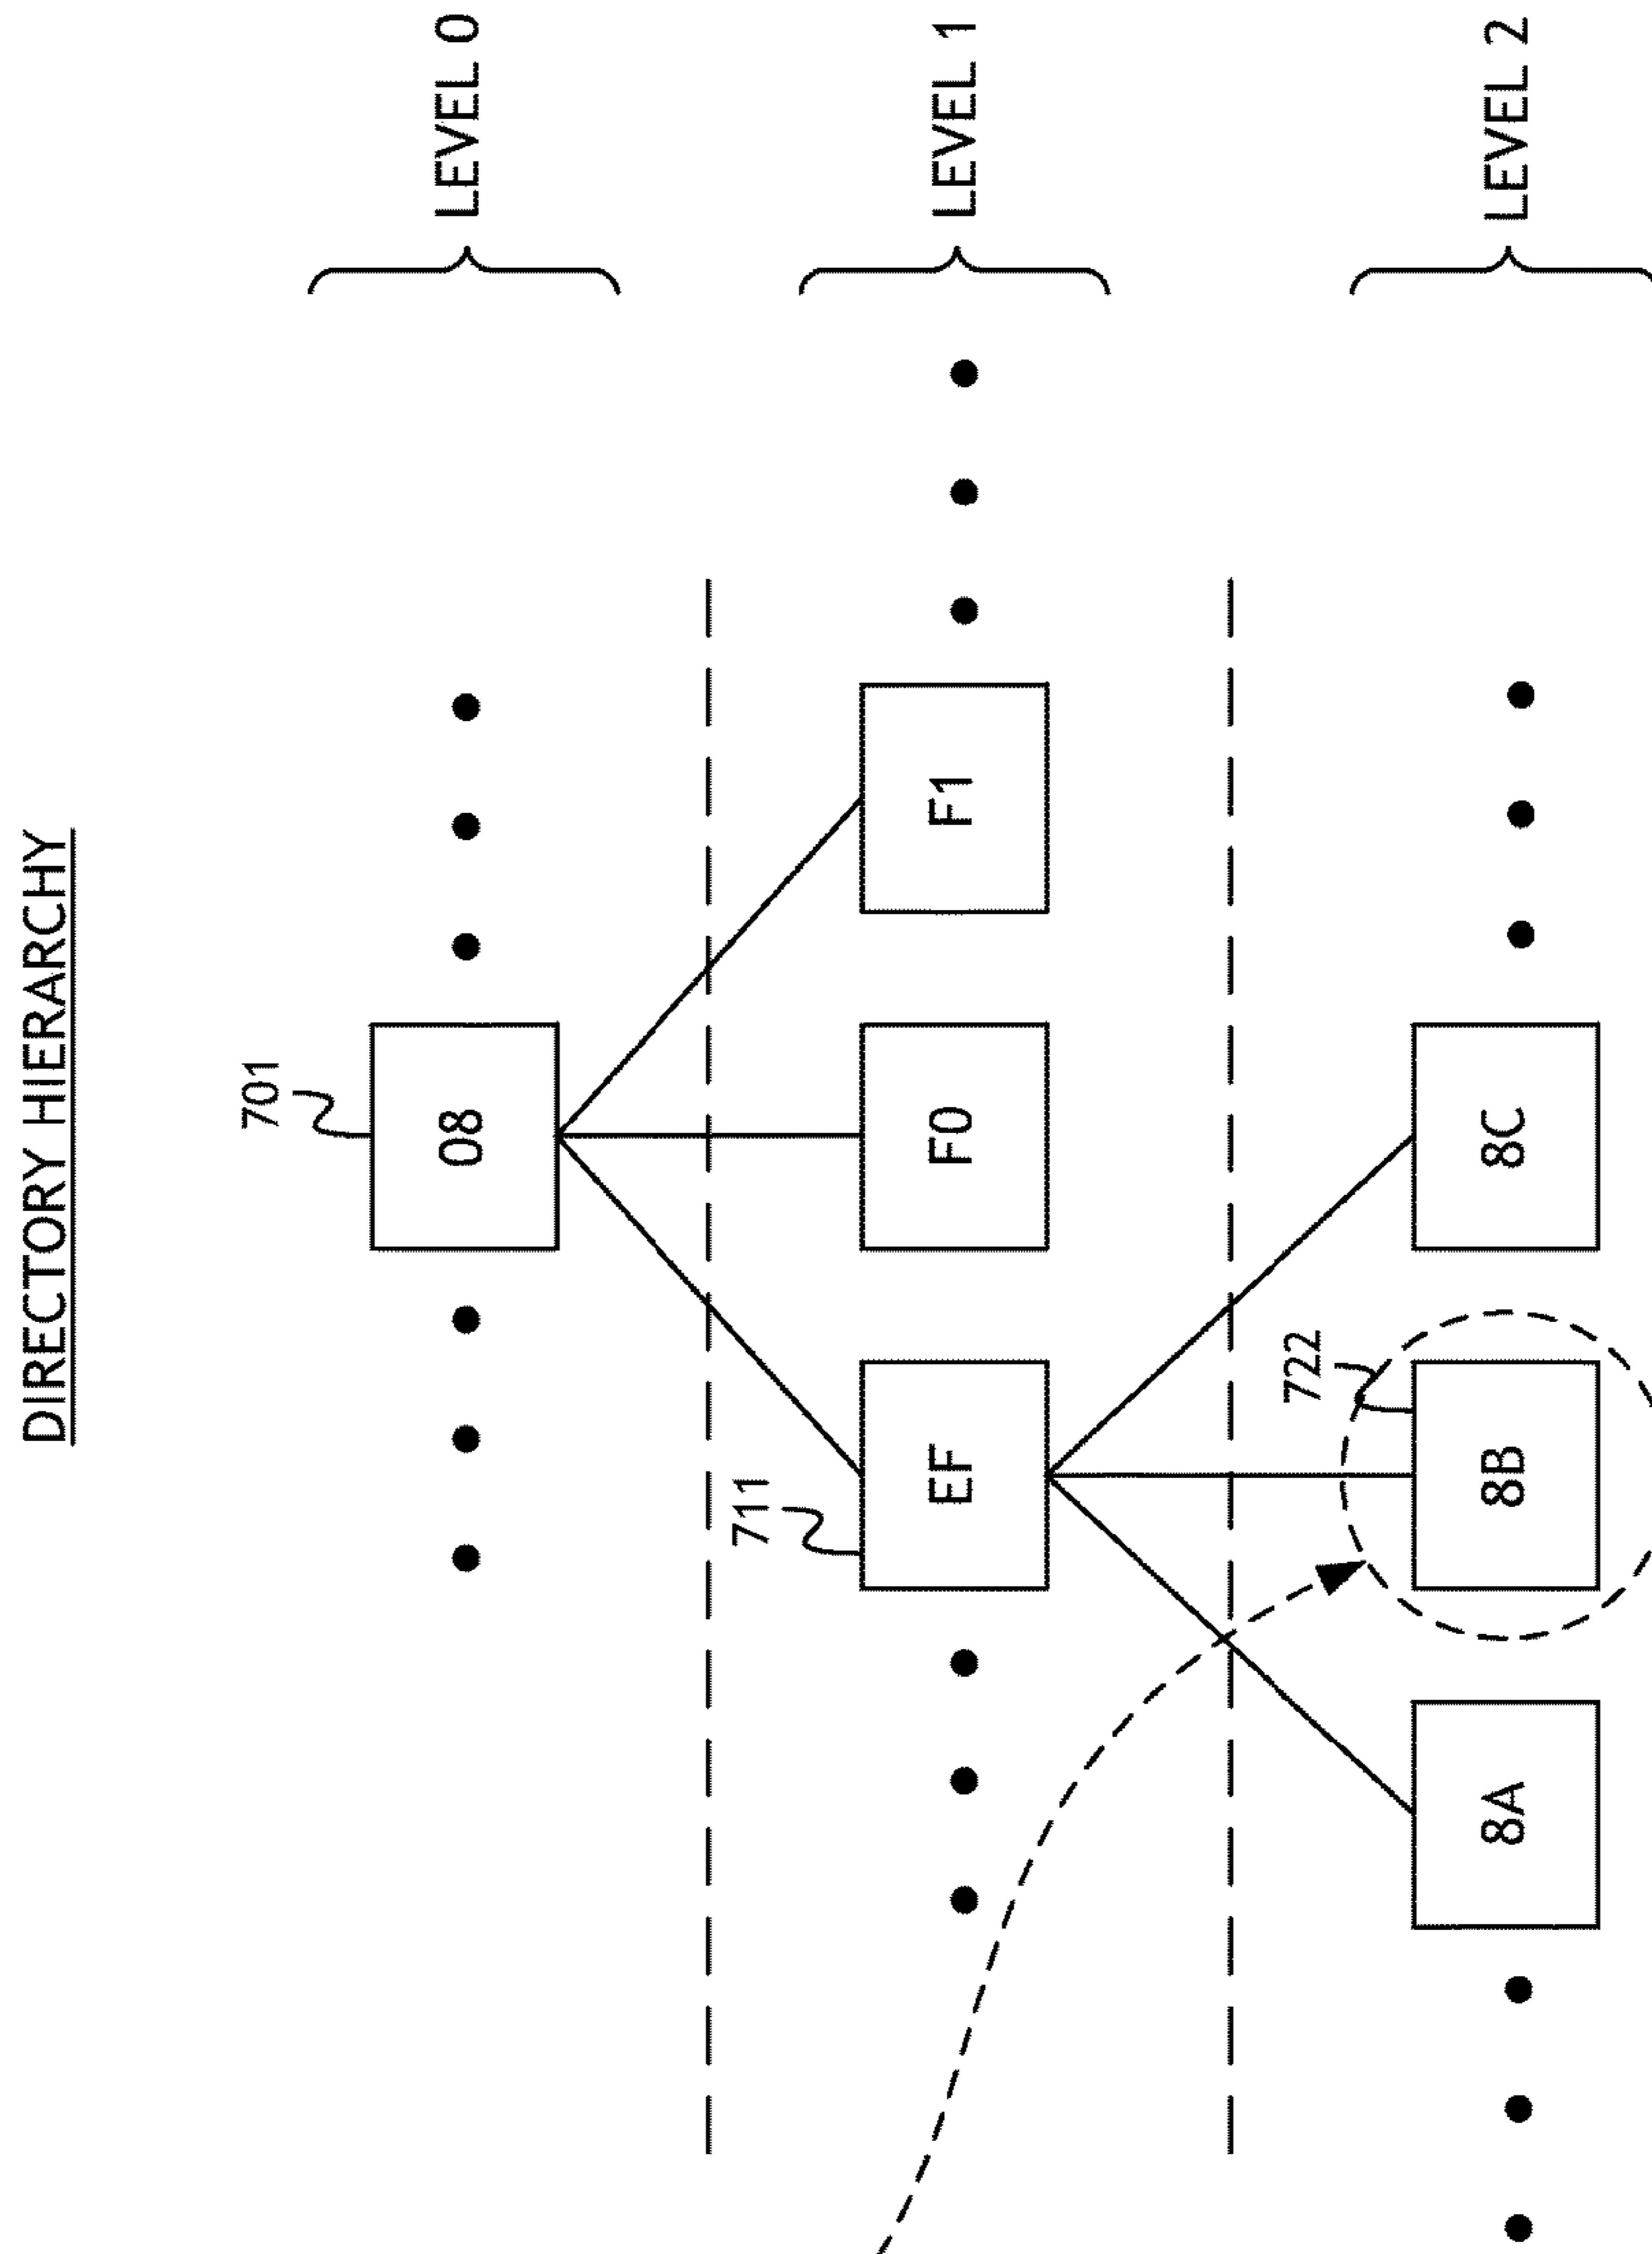 DIRECTORY HIERARCHY
701
08
LEVEL 0
711
EF
F0
F1
LEVEL 1
722
8A
8B
8C
LEVEL 2